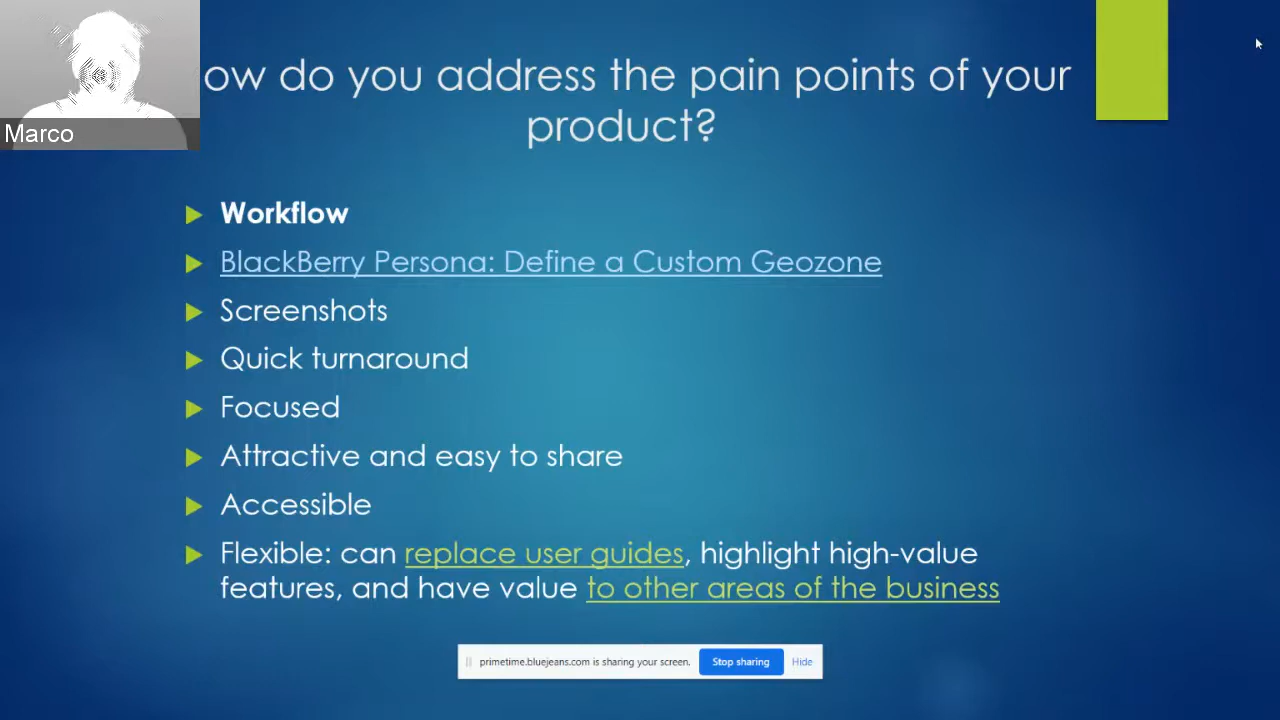 ow do you address the pain points of your
product?
Marco
Workflow
BlackBerry Persona: Define a Custom Geozone
Screenshots
Quick turnaround
Focused
Attractive and easy to share
Accessible
Flexible: can replace user guides, highlight high-value
features, and have value to other areas of the business
primetime.bluejeans.com is sharing your screen. Stop sharing Hide